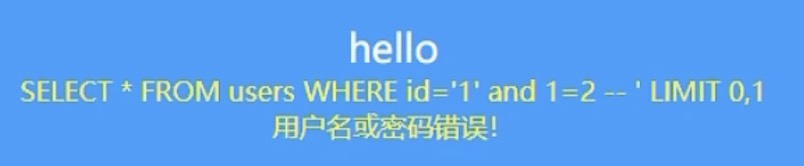 hello
SELECT * FROM users WHERE id='1' and 1=2 -- ' LIMIT 0,1
用户名或密码错误!